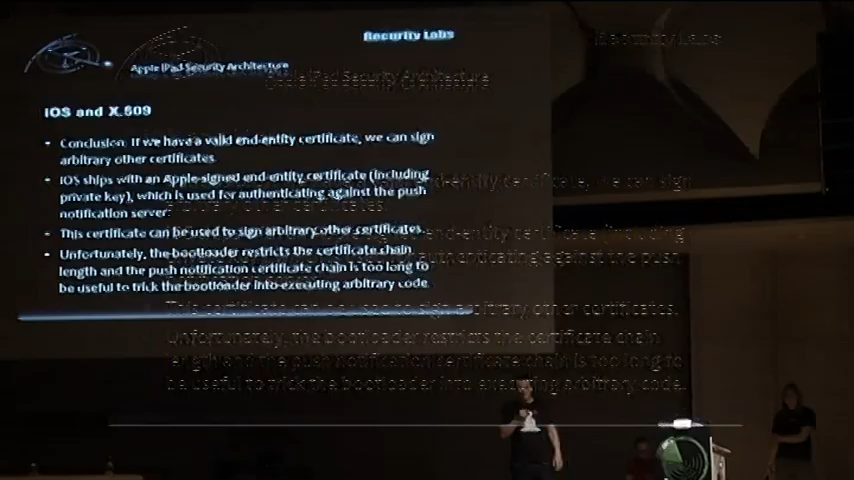 Recurity Labs
Apple iPad Security Architecture
iOS and X.509
• Conclusion: If we have a valid end-entity certificate, we can sign
arbitrary other certificates
• iOS ships with an Apple-signed end-entity certificate (including
private key), which is used for authenticating against the push
notification server
• This certificate can be used to sign arbitrary other certificates.
• Unfortunately, the bootloader restricts the certificate chain
length and the push notification certificate chain is too long to
be useful to trick the bootloader into executing arbitrary code.